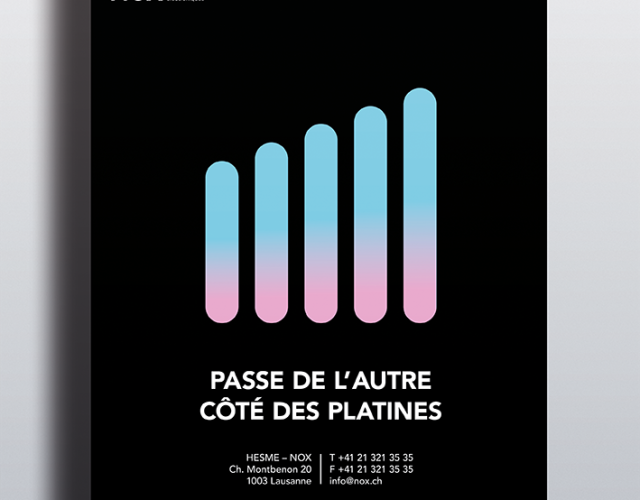 PASSE DE L'AUTRE
CÔTÉ DES PLATINES
HESME – NOX
Ch. Montbenon 20
1003 Lausanne
T +41 21 321 35 35
F +41 21 321 35 35
info@nox.ch